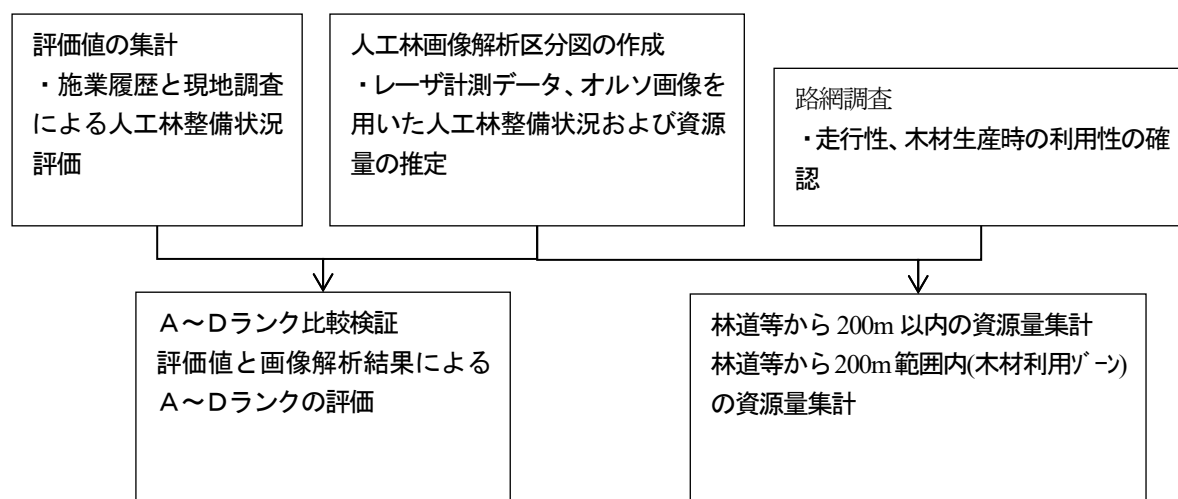 評価値の集計
・施業履歴と現地調査
による人工林整備状況
評価
人工林画像解析区分図の作成
・レーザ計測データ、オルソ画像を
用いた人工林整備状況および資源
量の推定
路網調査
・走行性、木材生産時の利用性の確
認
A～Dランク比較検証
評価値と画像解析結果による
A～Dランクの評価
林道等から 200m 以内の資源量集計
林道等から 200m 範囲内(木材利用ゾーン)
の資源量集計